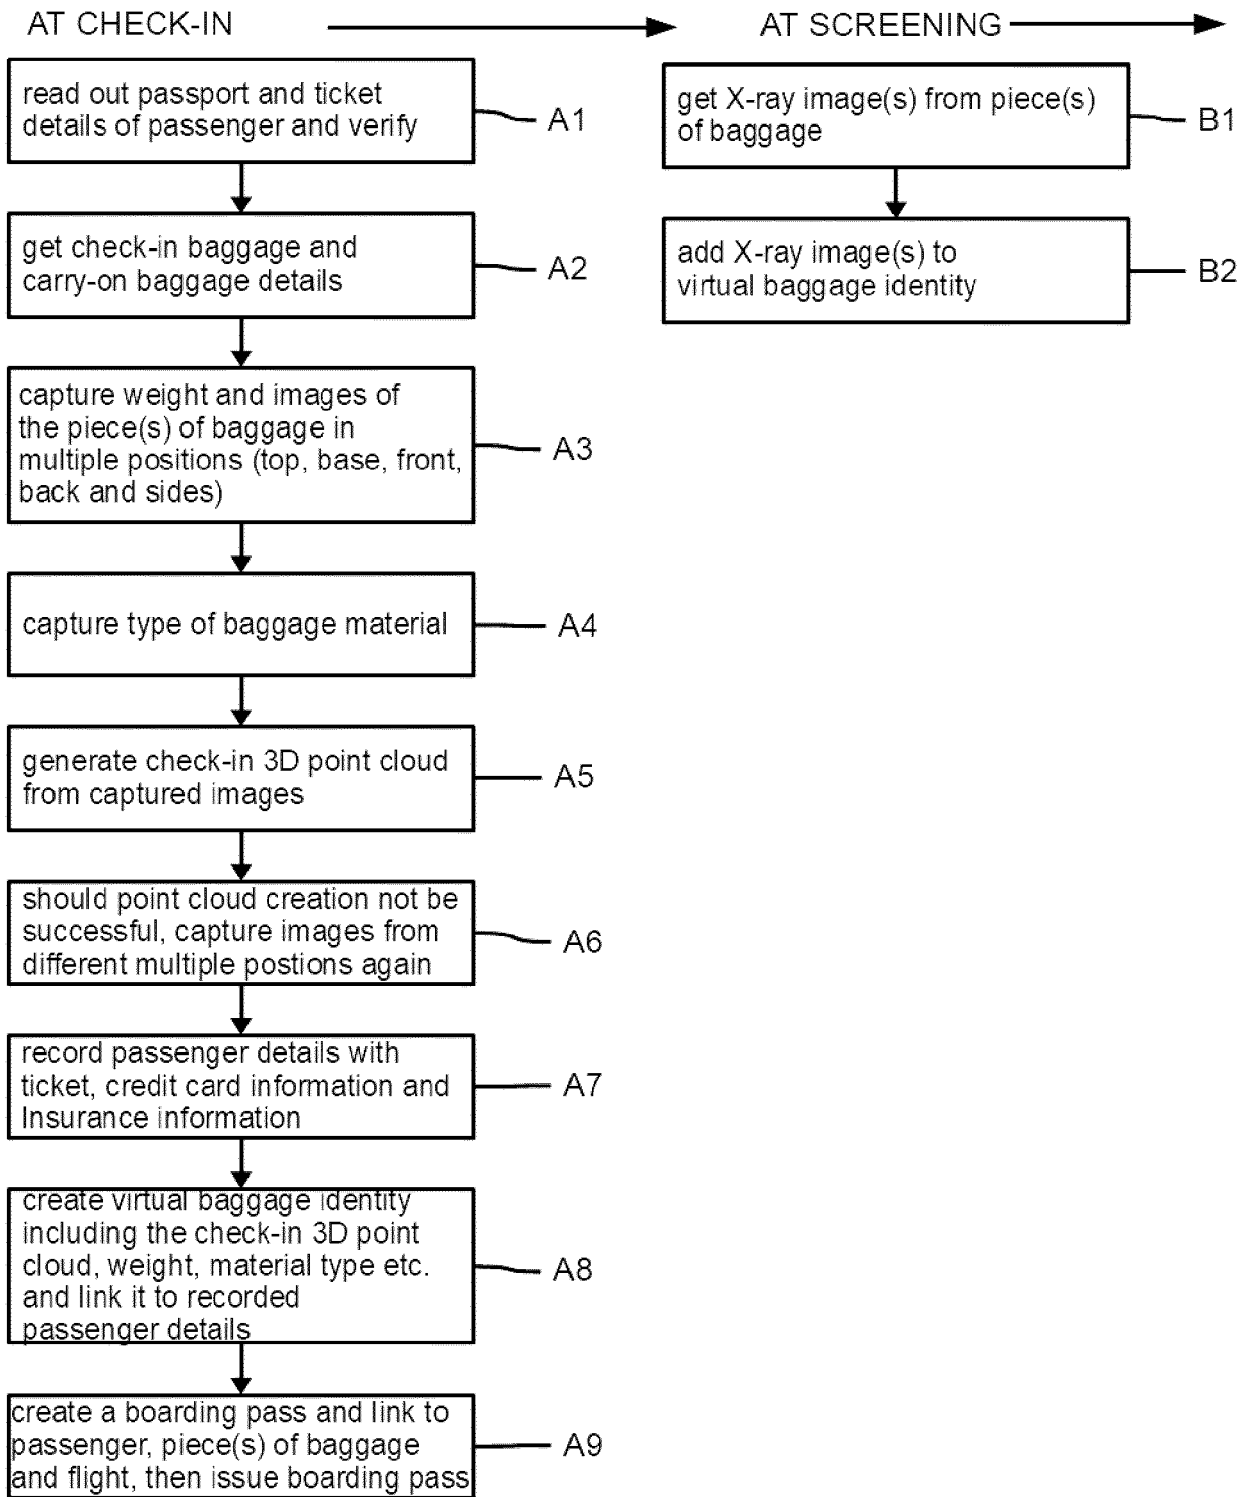 AT CHECK-IN
read out passport and ticket
details of passenger and verify
A1
get check-in baggage and
carry-on baggage details
A2
capture weight and images of
the piece(s) of baggage in
multiple positions (top, base, front,
back and sides)
A3
capture type of baggage material
A4
generate check-in 3D point cloud
from captured images
A5
should point cloud creation not be
successful, capture images from
different multiple postions again
A6
record passenger details with
ticket, credit card information and
Insurance information
A7
create virtual baggage identity
including the check-in 3D point
cloud, weight, material type etc.
and link it to recorded
passenger details
A8
create a boarding pass and link to
passenger, piece(s) of baggage
and flight, then issue boarding pass
A9
AT SCREENING
get X-ray image(s) from piece(s)
of baggage
B1
add X-ray image(s) to
virtual baggage identity
B2